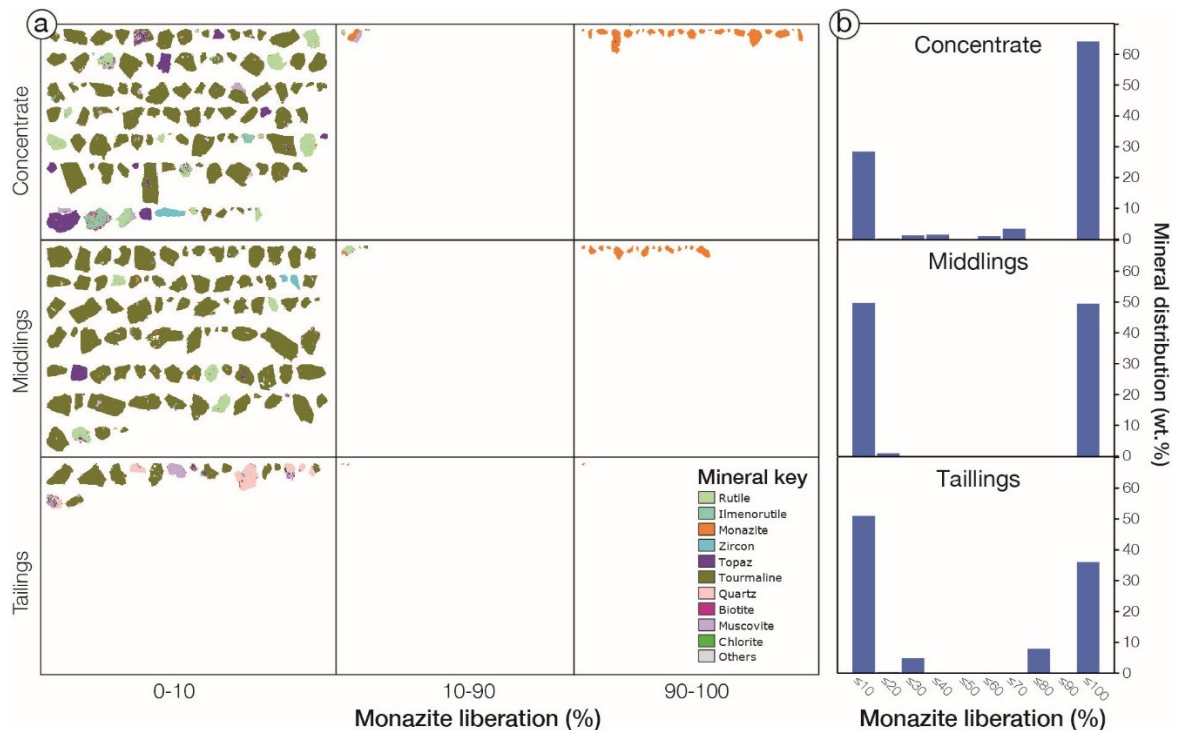 a
b
Concentrate
Middlings
Tailings
Mineral key
Rutile
Ilmenorutile
Monazite
Zircon
Topaz
Tourmaline
Quartz
Biotite
Muscovite
Chlorite
Others
0-10
10-90
90-100
Monazite liberation (%)
Concentrate
60
50
40
30
20
10
0
Middlings
60
50
40
30
20
10
0
Taillings
60
50
40
30
20
10
0
Mineral distribution (wt.%)
≤10
≤20
≤30
≤40
≤50
≤60
≤70
≤80
≤90
≤100
Monazite liberation (%)